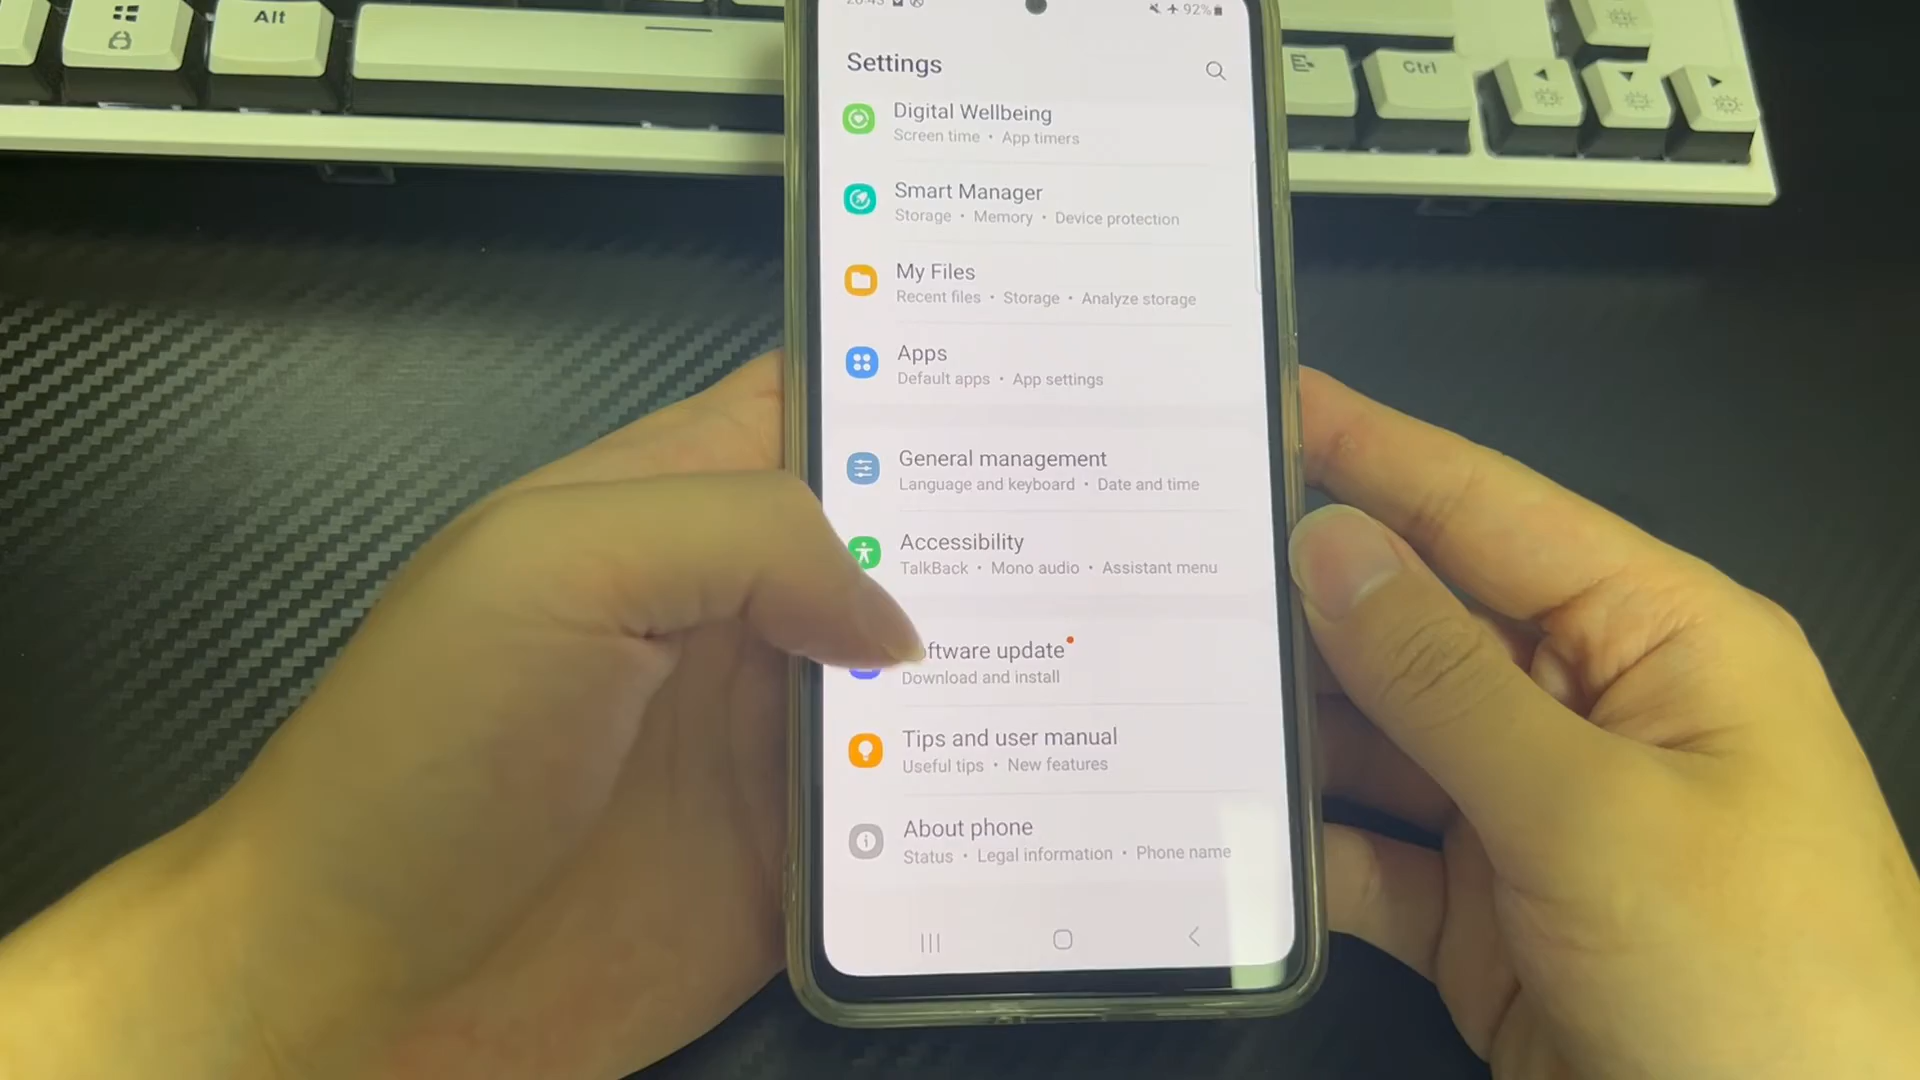 Alt
Ctrl
92%
Settings
Digital Wellbeing
Screen time • App timers
Smart Manager
Storage • Memory • Device protection
My Files
Recent files • Storage • Analyze storage
Apps
Default apps • App settings
General management
Language and keyboard • Date and time
Accessibility
TalkBack • Mono audio • Assistant menu
ftware update
Download and install
Tips and user manual
Useful tips • New features
About phone
Status • Legal information • Phone name